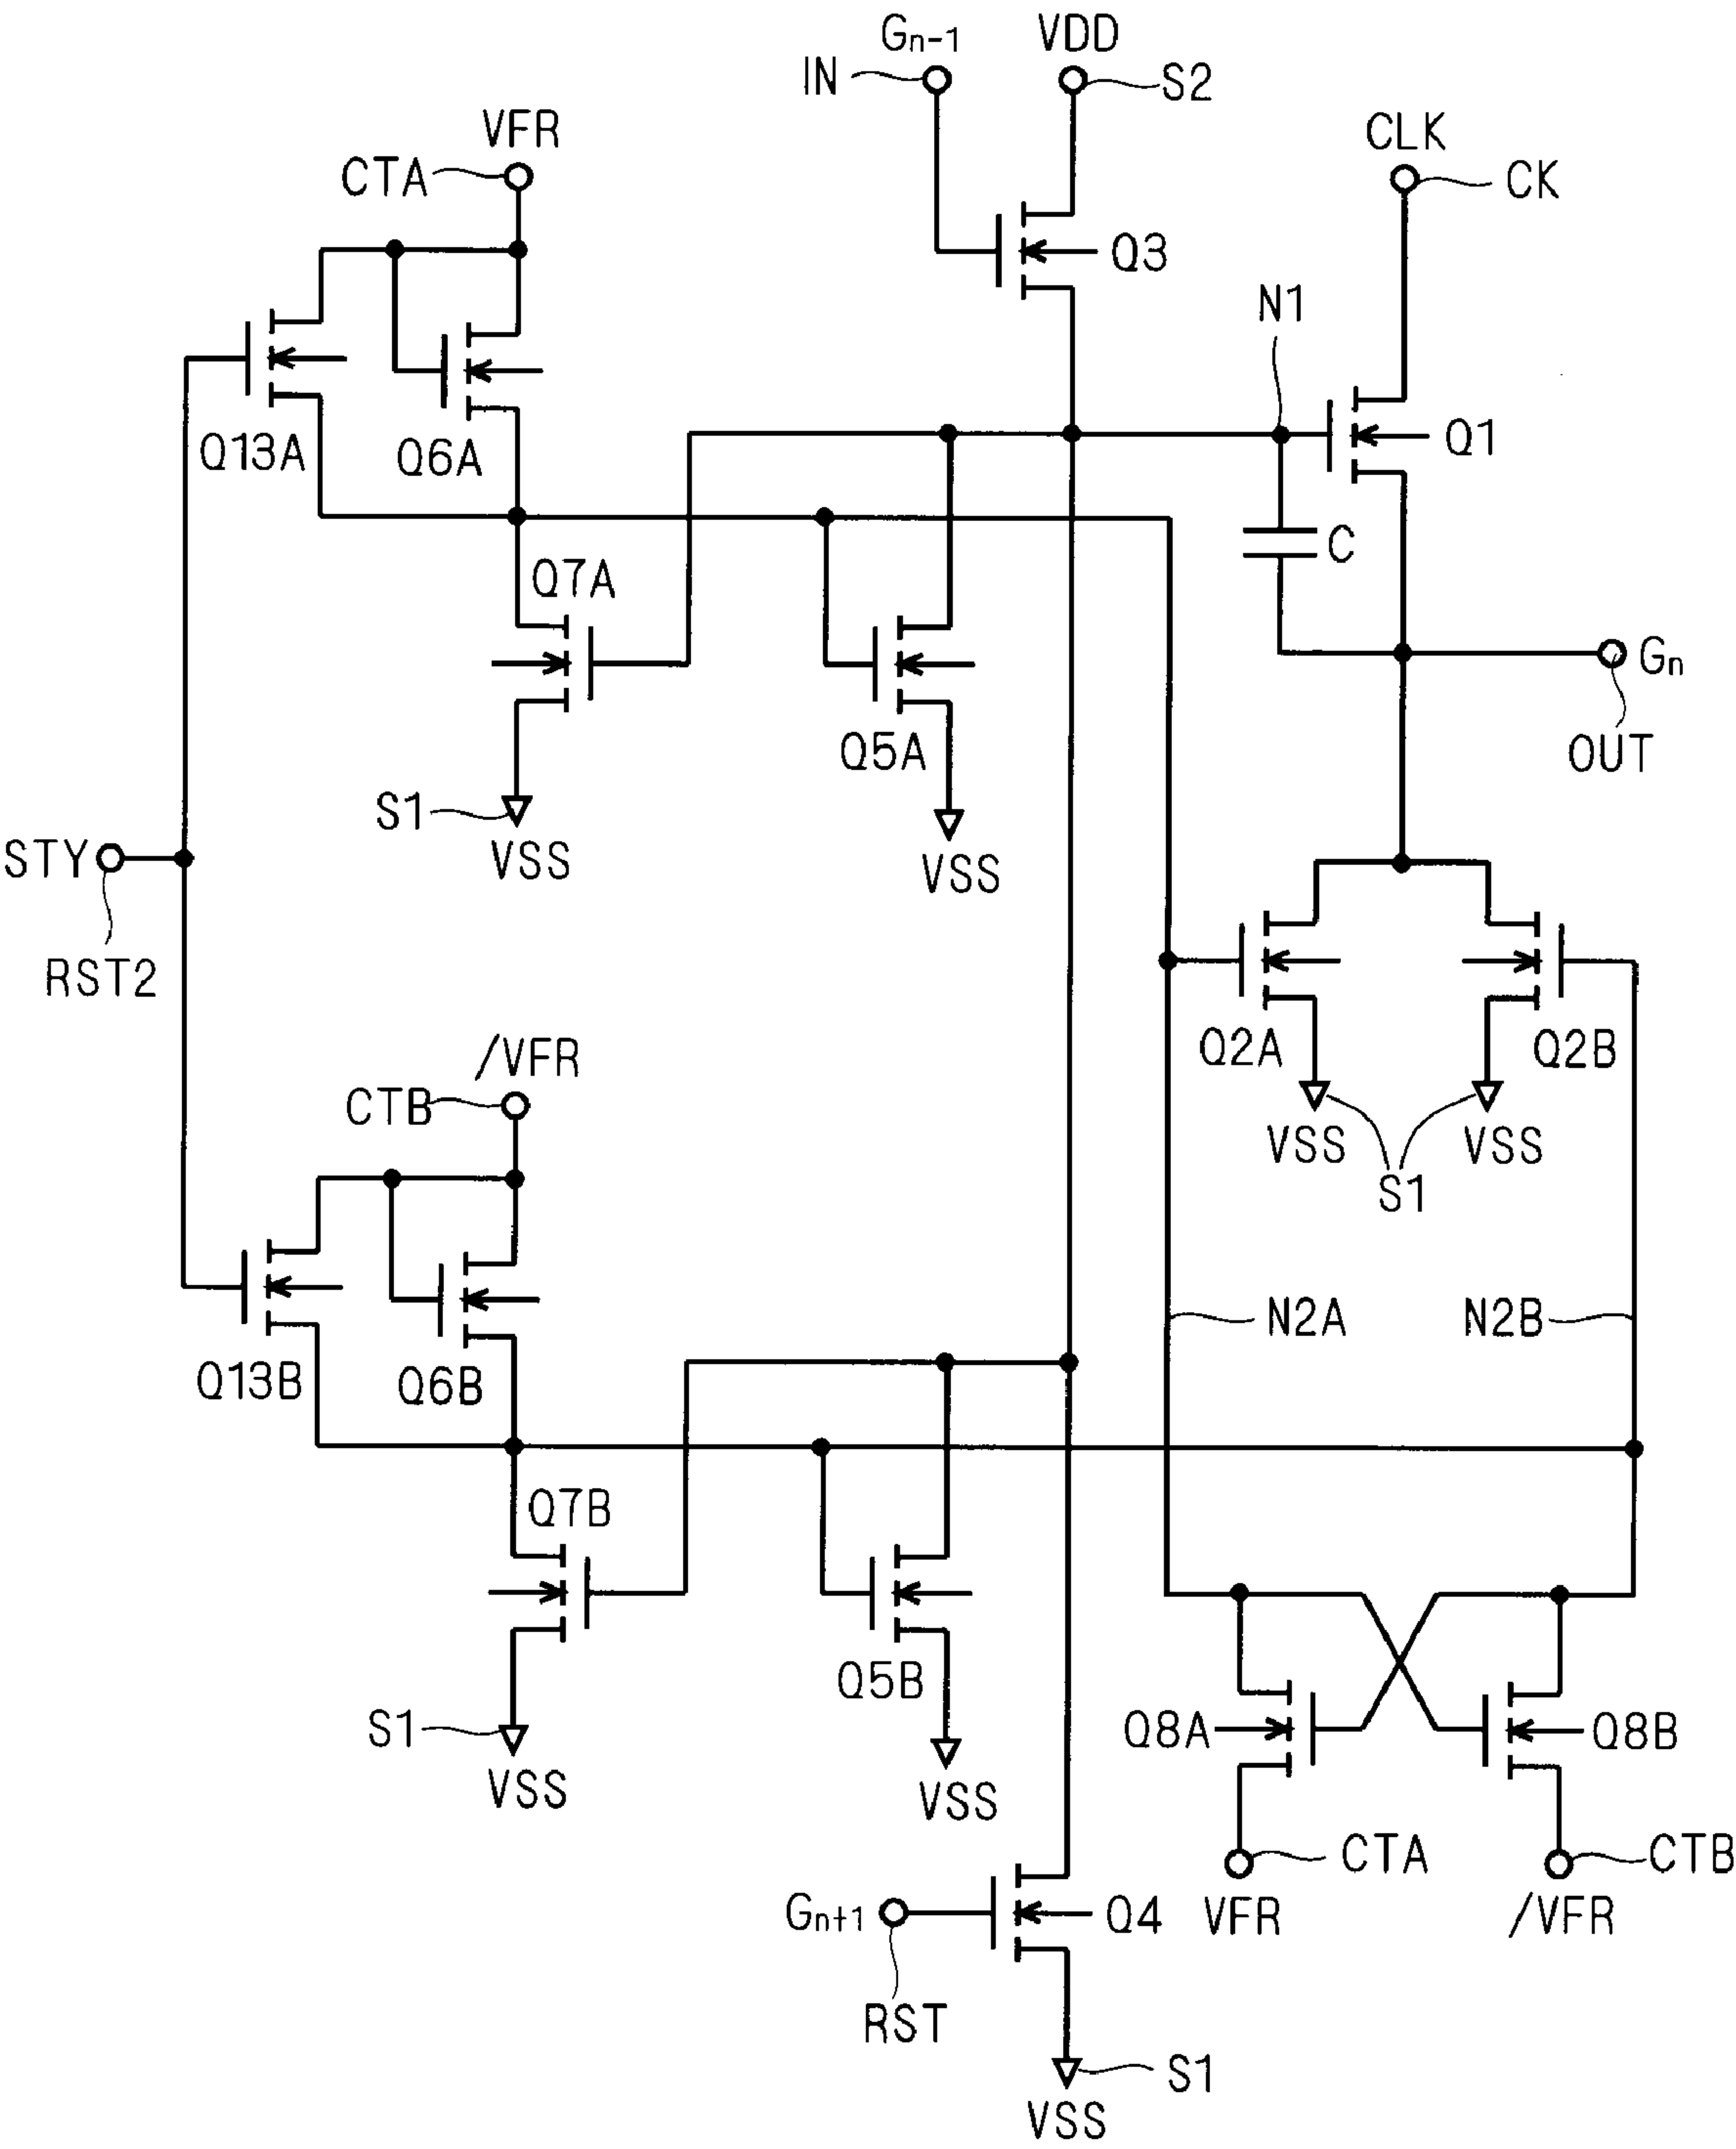 Gn-1
VDD
IN
S2
VFR
CLK
CTA
CK
Q3
N1
Q13A
Q6A
Q1
C
Q7A
Gn
Q5A
OUT
S1
VSS
VSS
STY
RST2
Q2A
Q2B
/VFR
CTB
VSS
VSS
S1
N2A
N2B
Q13B
Q6B
Q7B
Q5B
S1
Q8A
Q8B
VSS
VSS
CTA
CTB
Gn+1
Q4
VFR
/VFR
RST
S1
VSS